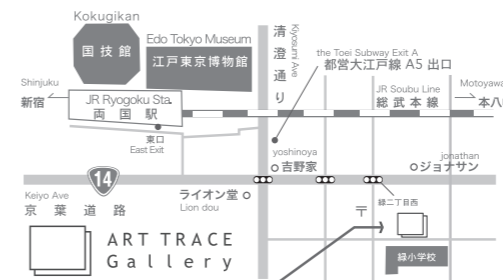 Kokugikan
国技館
Edo Tokyo Museum
江戸東京博物館
清澄通り
Kiyosumi Ave
the Toei Subway Exit A
都営大江戸線 A5 出口
Shinjuku
新宿
JR Ryogoku Sta.
両国駅
JR Soubu Line
総武本線
Motoyawa
本八
東口
East Exit
yoshinoya
吉野家
jonathan
ジョナサン
14
Keiyo Ave
京葉道路
ライオン堂
Lion dou
緑二丁目西
〒
ART TRACE
Gallery
緑小学校